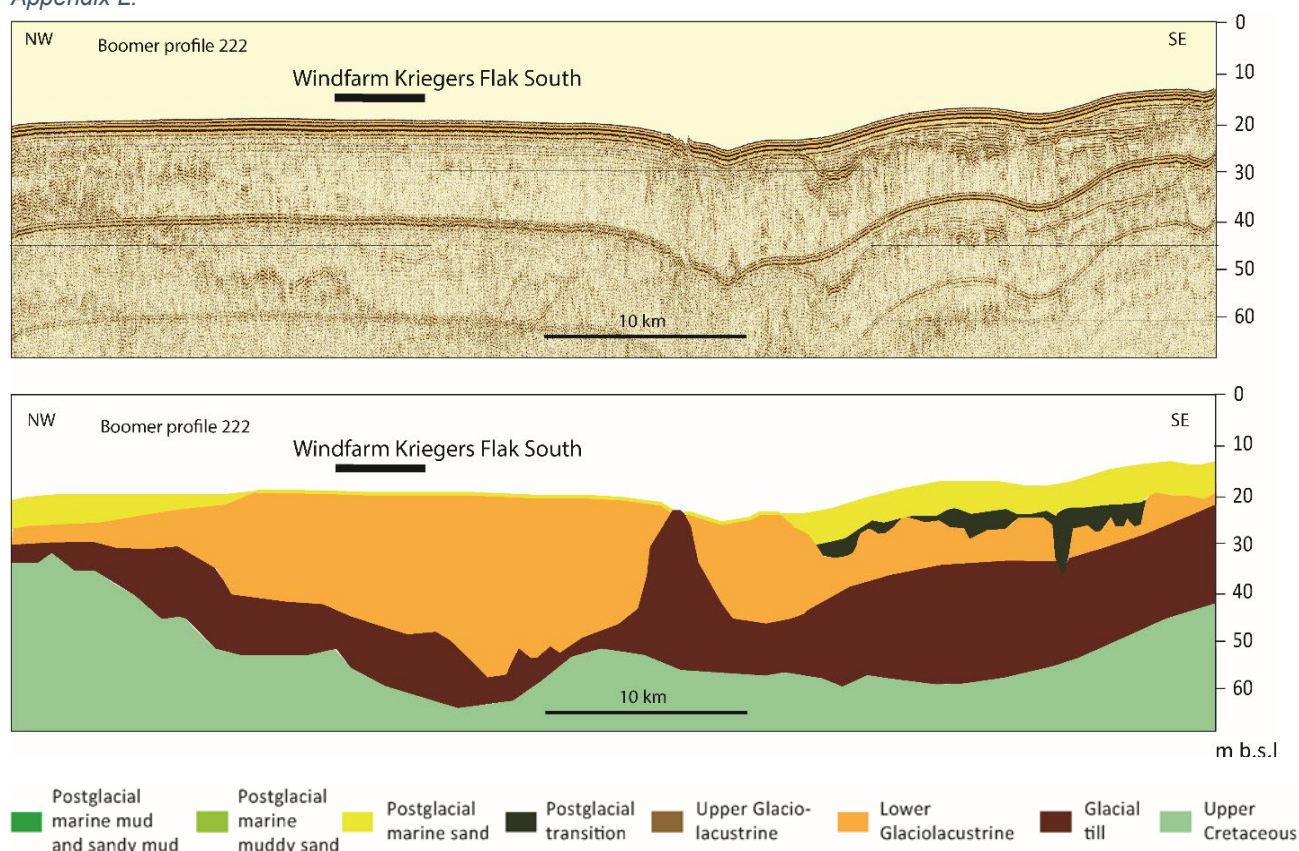 Appendix E.
NW
Boomer profile 222
SE
Windfarm Kriegers Flak South
0
10
20
30
40
50
60
10 km
NW
Boomer profile 222
SE
Windfarm Kriegers Flak South
0
10
20
30
40
50
60
10 km
m b.s.l
Postglacial
marine mud
and sandy mud
Postglacial
marine
muddy sand
Postglacial
marine sand
Postglacial
transition
Upper Glacio-
lacustrine
Lower
Glaciolacustrine
Glacial
till
Upper
Cretaceous